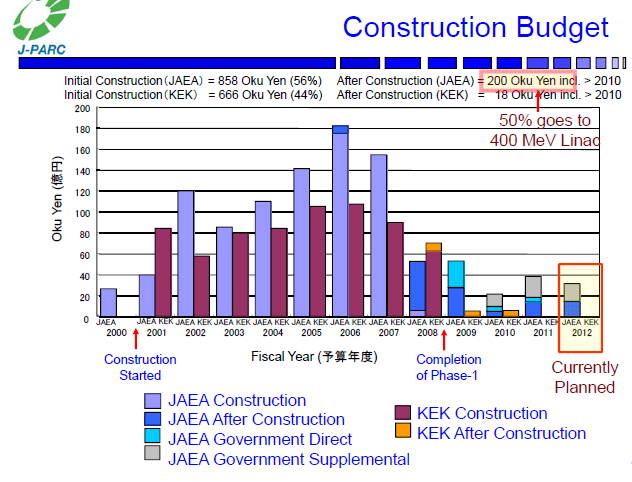 J-PARC
Construction Budget
Initial Construction (JAEA) = 858 Oku Yen (56%) After Construction (JAEA) = 200 Oku Yen incl. > 2010
Initial Construction (KEK) = 666 Oku Yen (44%) After Construction (KEK) = 18 Oku Yen incl. > 2010
50% goes to
400 MeV Linac
Oku Yen (億円)
200
180
160
140
120
100
80
60
40
20
0
JAEA JAEA KEK JAEA KEK JAEA KEK JAEA KEK JAEA KEK JAEA KEK JAEA KEK JAEA KEK JAEA KEK JAEA KEK JAEA KEK JAEA KEK
2000 2001 2002 2003 2004 2005 2006 2007 2008 2009 2010 2011 2012
Construction
Started
Fiscal Year (予算年度)
Completion
of Phase-1
Currently
Planned
JAEA Construction
JAEA After Construction
JAEA Government Direct
JAEA Government Supplemental
KEK Construction
KEK After Construction